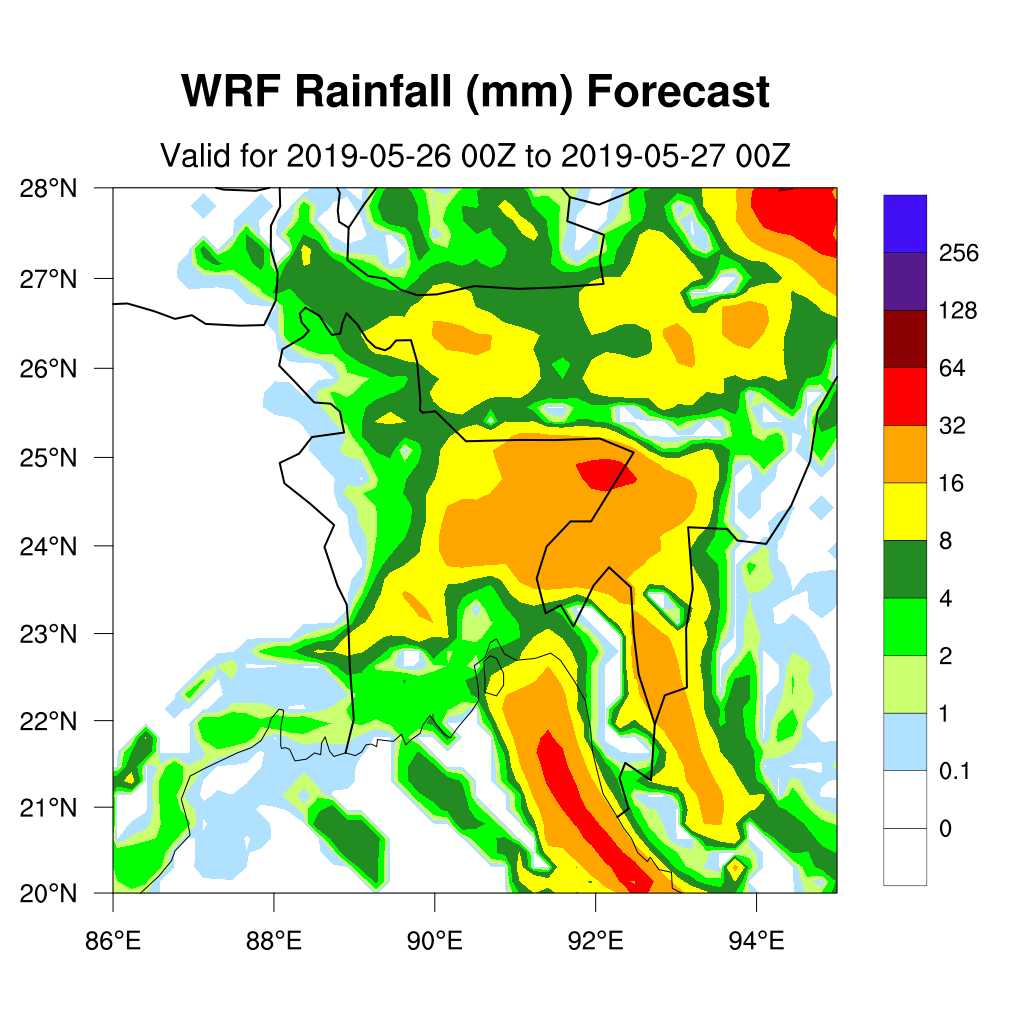 WRF Rainfall (mm) Forecast
Valid for 2019-05-26 00Z to 2019-05-27 00Z
28°N
27°N
26°N
25°N
24°N
23°N
22°N
21°N
20°N
86°E 88°E 90°E 92°E 94°E
256
128
64
32
16
8
4
2
1
0.1
0